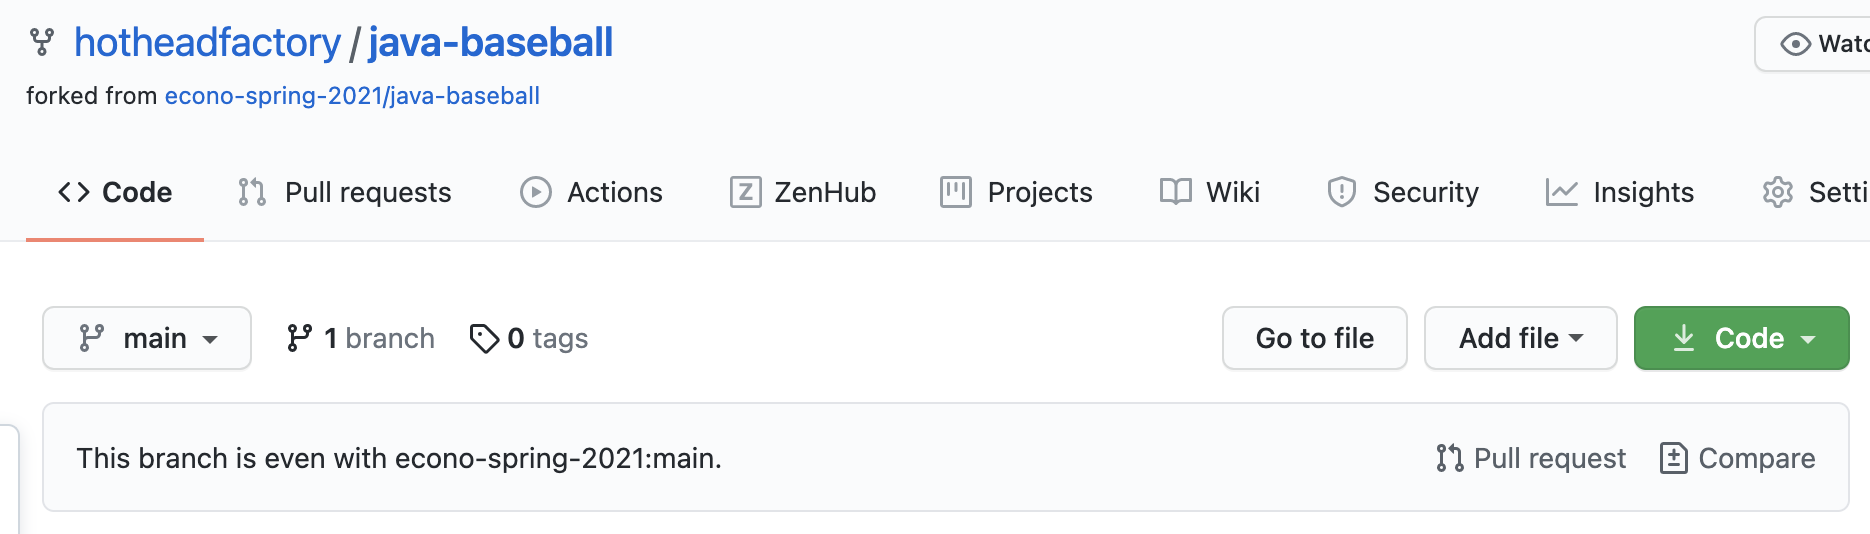 hotheadfactory / java-baseball
Watc
forked from econo-spring-2021/java-baseball
Code Pull requests Actions ZenHub Projects Wiki Security Insights Setti
main 1 branch 0 tags Go to file Add file Code
This branch is even with econo-spring-2021:main. Pull request Compare